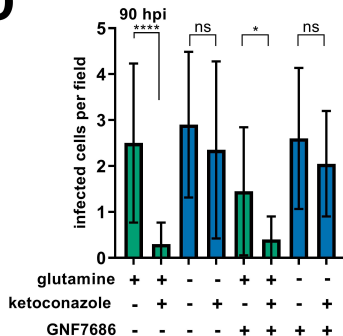 90 hpi
**** ns * ns
infected cells per field
5
4
3
2
1
0
glutamine + + - - + + - -
ketoconazole - + - + - + - +
GNF7686 - - - - + + + +